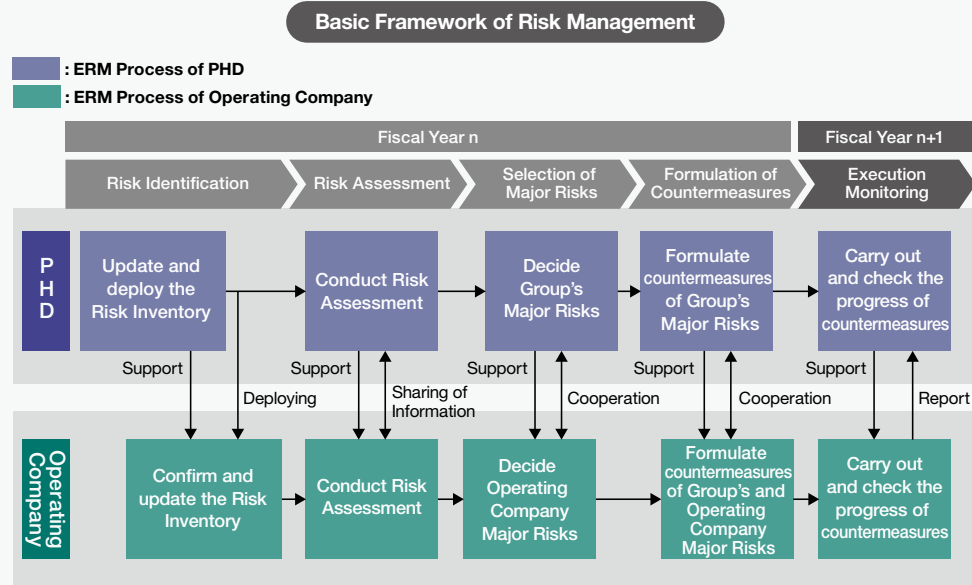 Basic Framework of Risk Management
: ERM Process of PHD
: ERM Process of Operating Company
Fiscal Year n
Fiscal Year n+1
Risk Identification
Risk Assessment
Selection of
Major Risks
Formulation of
Countermeasures
Execution
Monitoring
PHD
Update and
deploy the
Risk Inventory
Conduct Risk
Assessment
Decide
Group's
Major Risks
Formulate
countermeasures
of Group's
Major Risks
Carry out
and check the
progress of
countermeasures
Support
Deploying
Support
Sharing of
Information
Support
Cooperation
Support
Cooperation
Support
Report
Operating
Company
Confirm and
update the Risk
Inventory
Conduct Risk
Assessment
Decide
Operating
Company
Major Risks
Formulate
countermeasures
of Group's and
Operating
Company
Major Risks
Carry out
and check the
progress of
countermeasures